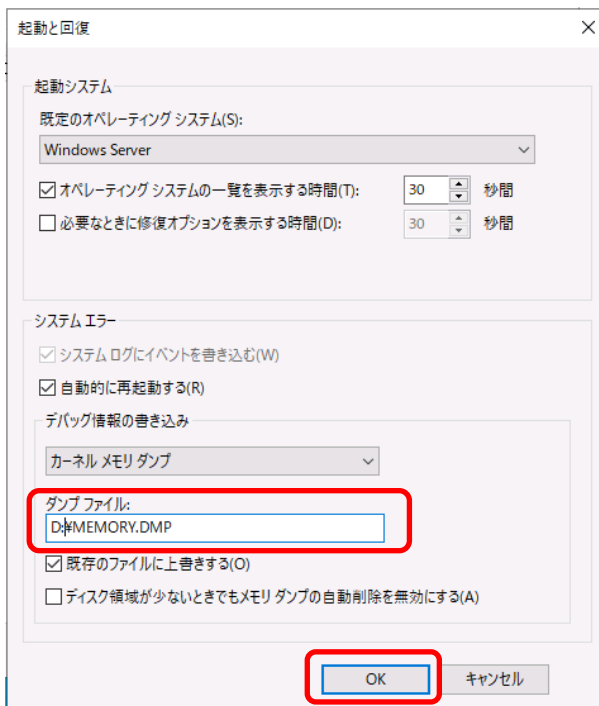 起動と回復
起動システム
既定のオペレーティング システム(S):
Windows Server
オペレーティング システムの一覧を表示する時間(T): 30 秒間
必要なときに修復オプションを表示する時間(D): 30 秒間
システム エラー
システム ログにイベントを書き込む(W)
自動的に再起動する(R)
デバッグ情報の書き込み
カーネル メモリ ダンプ
ダンプ ファイル:
D:¥MEMORY.DMP
既存のファイルに上書きする(O)
ディスク領域が少ないときでもメモリ ダンプの自動削除を無効にする(A)
OK キャンセル